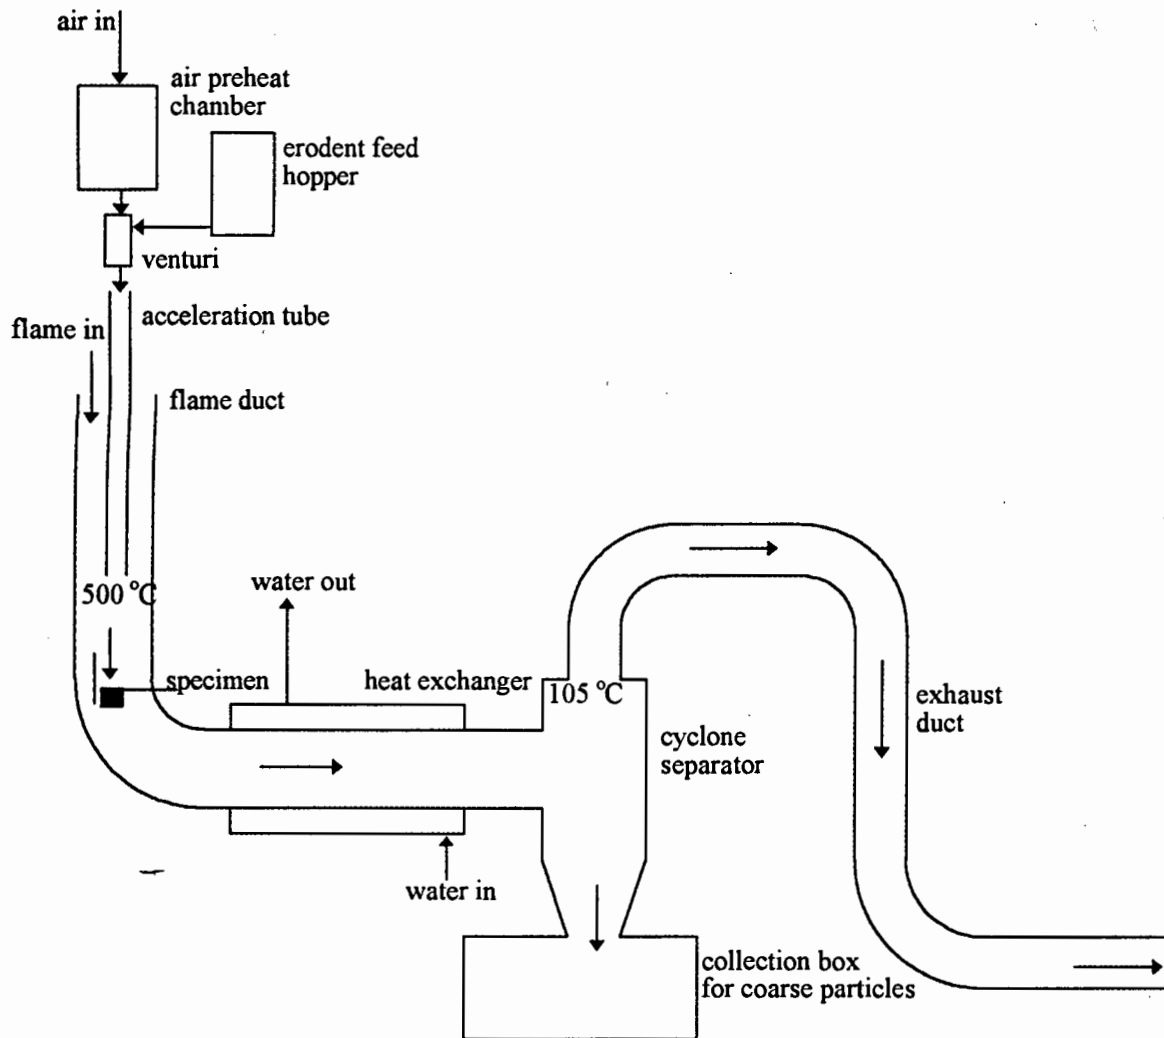 air in
air preheat
chamber
erodent feed
hopper
venturi
acceleration tube
flame in
flame duct
500 °C
water out
specimen
heat exchanger
105 °C
cyclone
separator
exhaust
duct
water in
collection box
for coarse particles